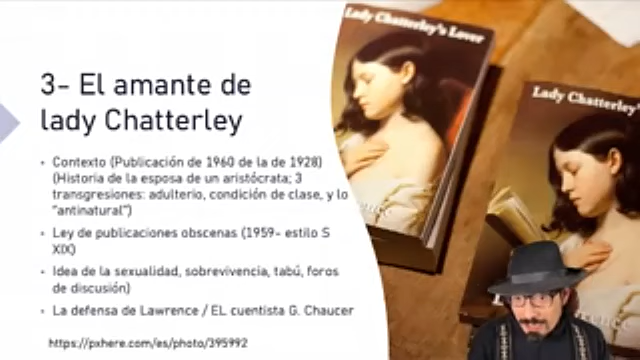 3- El amante de
lady Chatterley
• Contexto (Publicación de 1960 de la de 1928)
(Historia de la esposa de un aristócrata; 3
transgresiones: adulterio, condición de clase, y lo
"antinatural")
• Ley de publicaciones obscenas (1959- estilo S
XIX)
• Idea de la sexualidad, sobrevivencia, tabú, foros
de discusión)
• La defensa de Lawrence / EL cuentista G. Chaucer
https://pxhere.com/es/photo/395992
Lady Chatterley's Lover
Lady Chatterley'